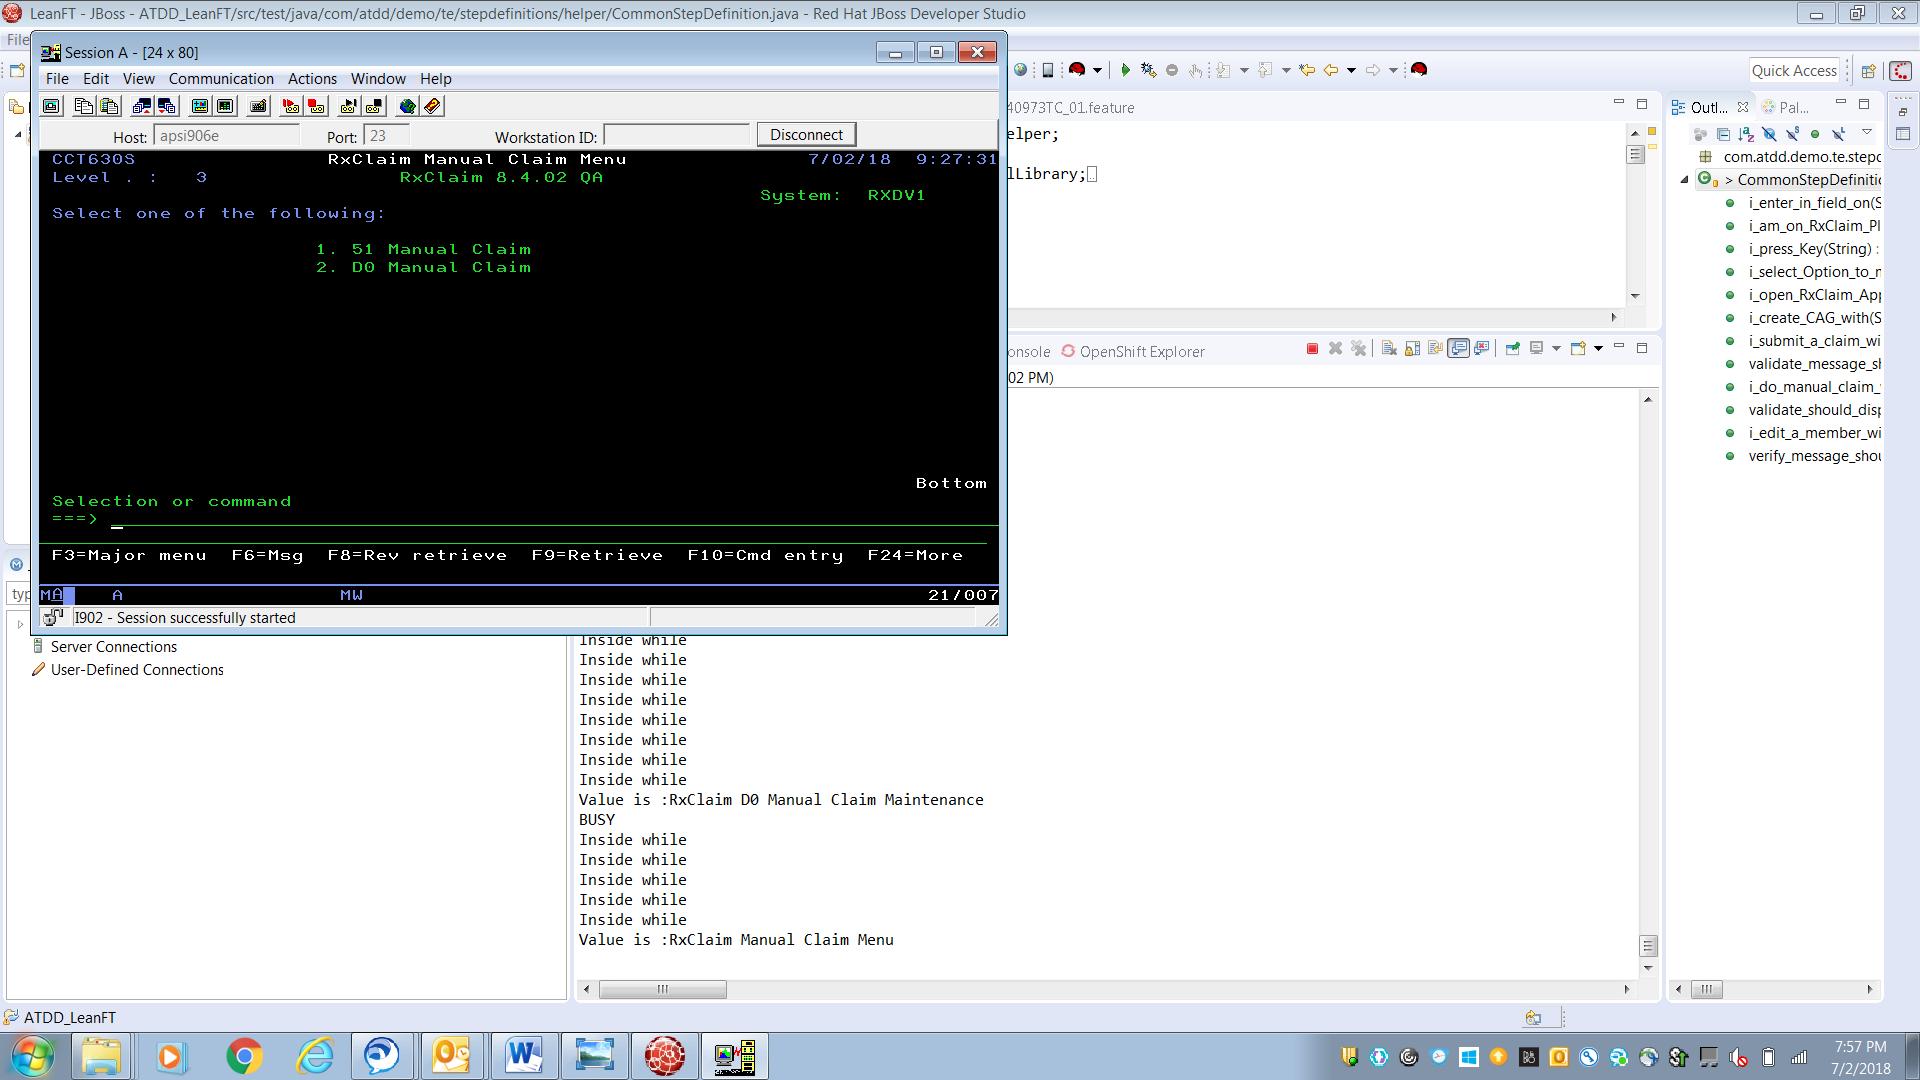 LeanFT - JBoss - ATDD_LeanFT/src/test/java/com/atdd/demo/te/stepdefinitions/helper/CommonStepDefinition.java - Red Hat JBoss Developer Studio
File
Session A - [24 x 80]
File Edit View Communication Actions Window Help
Host: apsi906e Port: 23 Workstation ID: Disconnect
CCT630S RxClaim Manual Claim Menu 7/02/18 9:27:31
Level . : 3 RxClaim 8.4.02 QA
System: RXDV1
Select one of the following:
1. 51 Manual Claim
2. D0 Manual Claim
Bottom
Selection or command
===>
F3=Major menu F6=Msg F8=Rev retrieve F9=Retrieve F10=Cmd entry F24=More
MA A MW 21/007
I902 - Session successfully started
Quick Access
40973TC_01.feature
elper;
lLibrary;
onsole OpenShift Explorer
02 PM)
Outl... Pal...
com.atdd.demo.te.stepd
> CommonStepDefinitio
i_enter_in_field_on(S
i_am_on_RxClaim_Pl
i_press_Key(String) :
i_select_Option_to_n
i_open_RxClaim_App
i_create_CAG_with(S
i_submit_a_claim_wi
validate_message_sh
i_do_manual_claim_
validate_should_disp
i_edit_a_member_wi
verify_message_shou
typ
Server Connections
User-Defined Connections
Inside while
Inside while
Inside while
Inside while
Inside while
Inside while
Inside while
Inside while
Value is :RxClaim D0 Manual Claim Maintenance
BUSY
Inside while
Inside while
Inside while
Inside while
Inside while
Value is :RxClaim Manual Claim Menu
ATDD_LeanFT
7:57 PM
7/2/2018